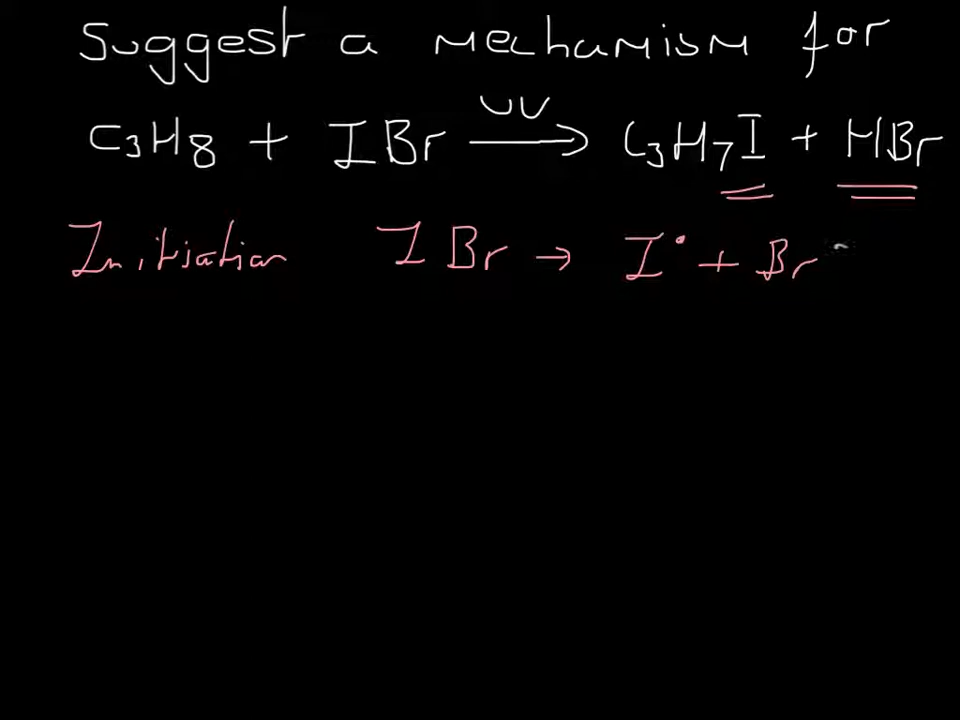 Suggest a mechanism for
C3H8 + IBr UV → C3H7I + HBr
Initiation IBr → I• + Br